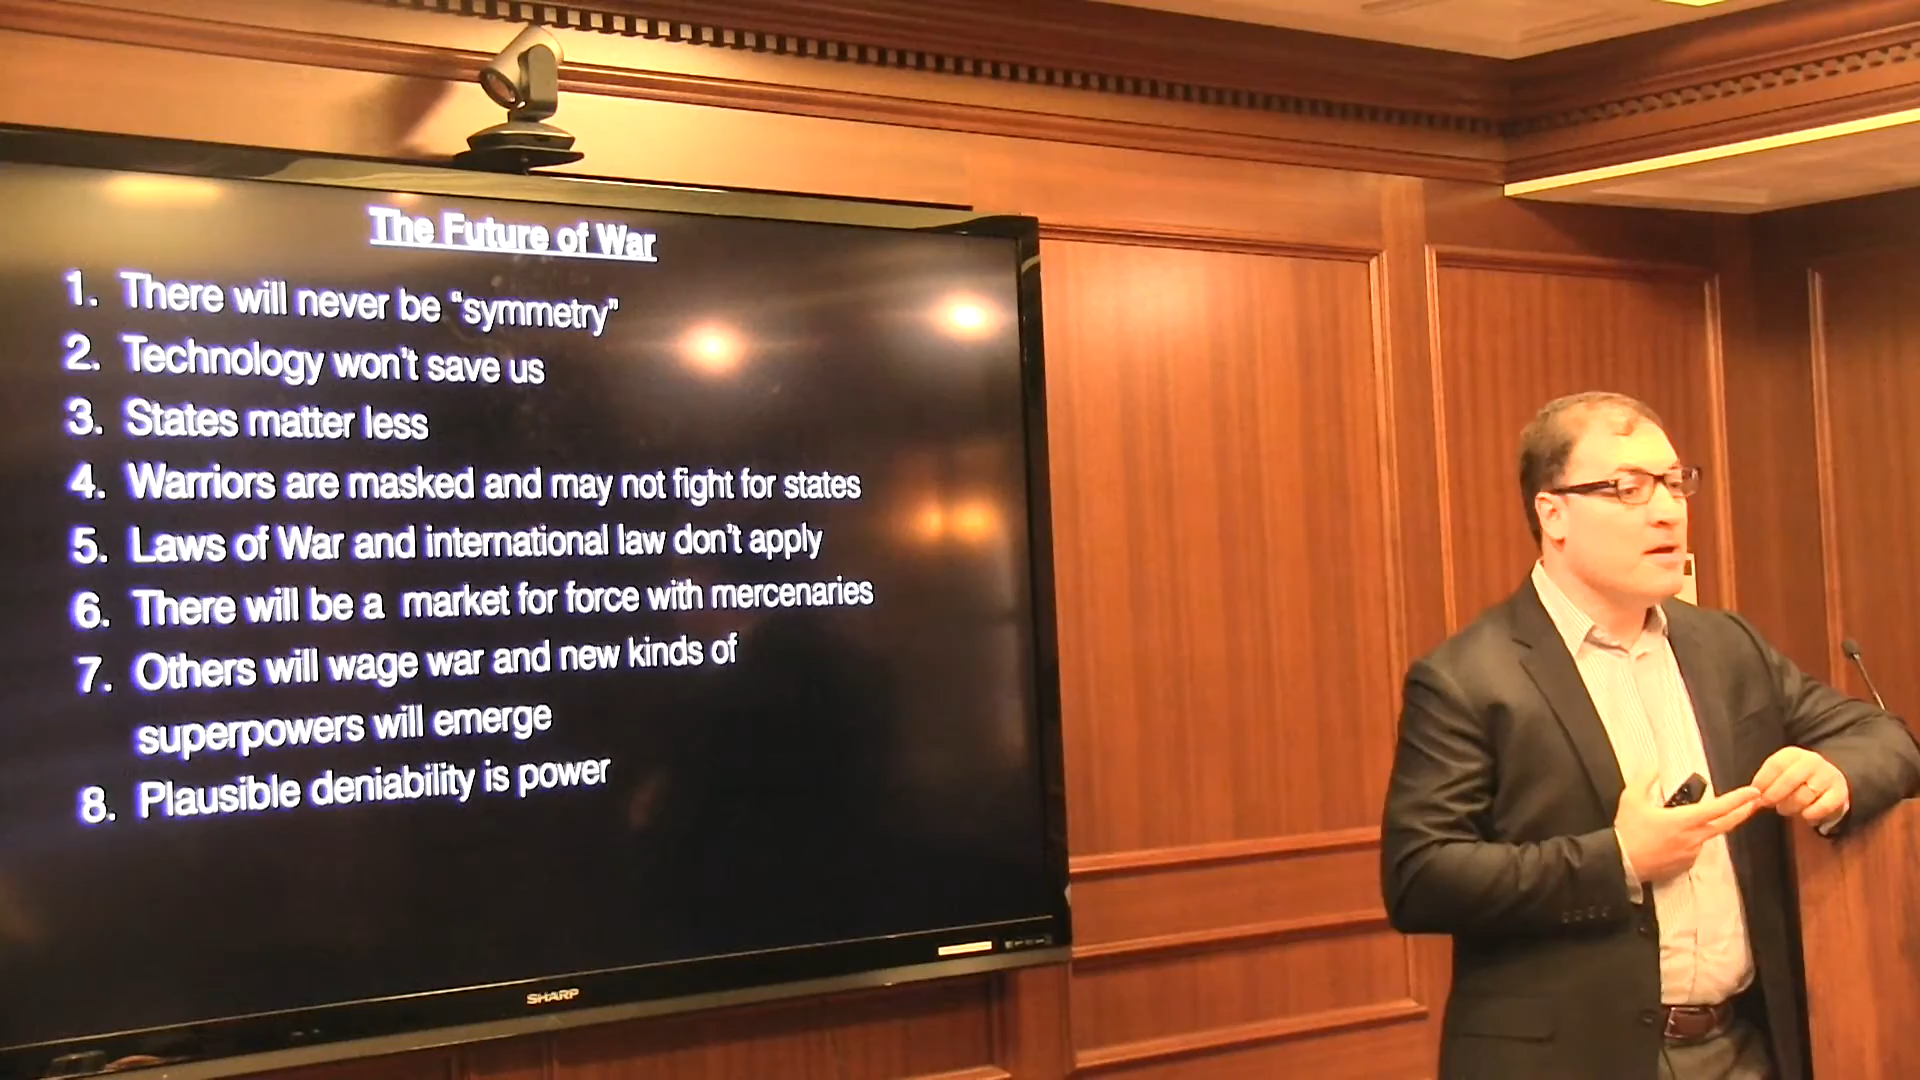 The Future of War
1. There will never be “symmetry”
2. Technology won’t save us
3. States matter less
4. Warriors are masked and may not fight for states
5. Laws of War and international law don’t apply
6. There will be a market for force with mercenaries
7. Others will wage war and new kinds of
superpowers will emerge
8. Plausible deniability is power
SHARP